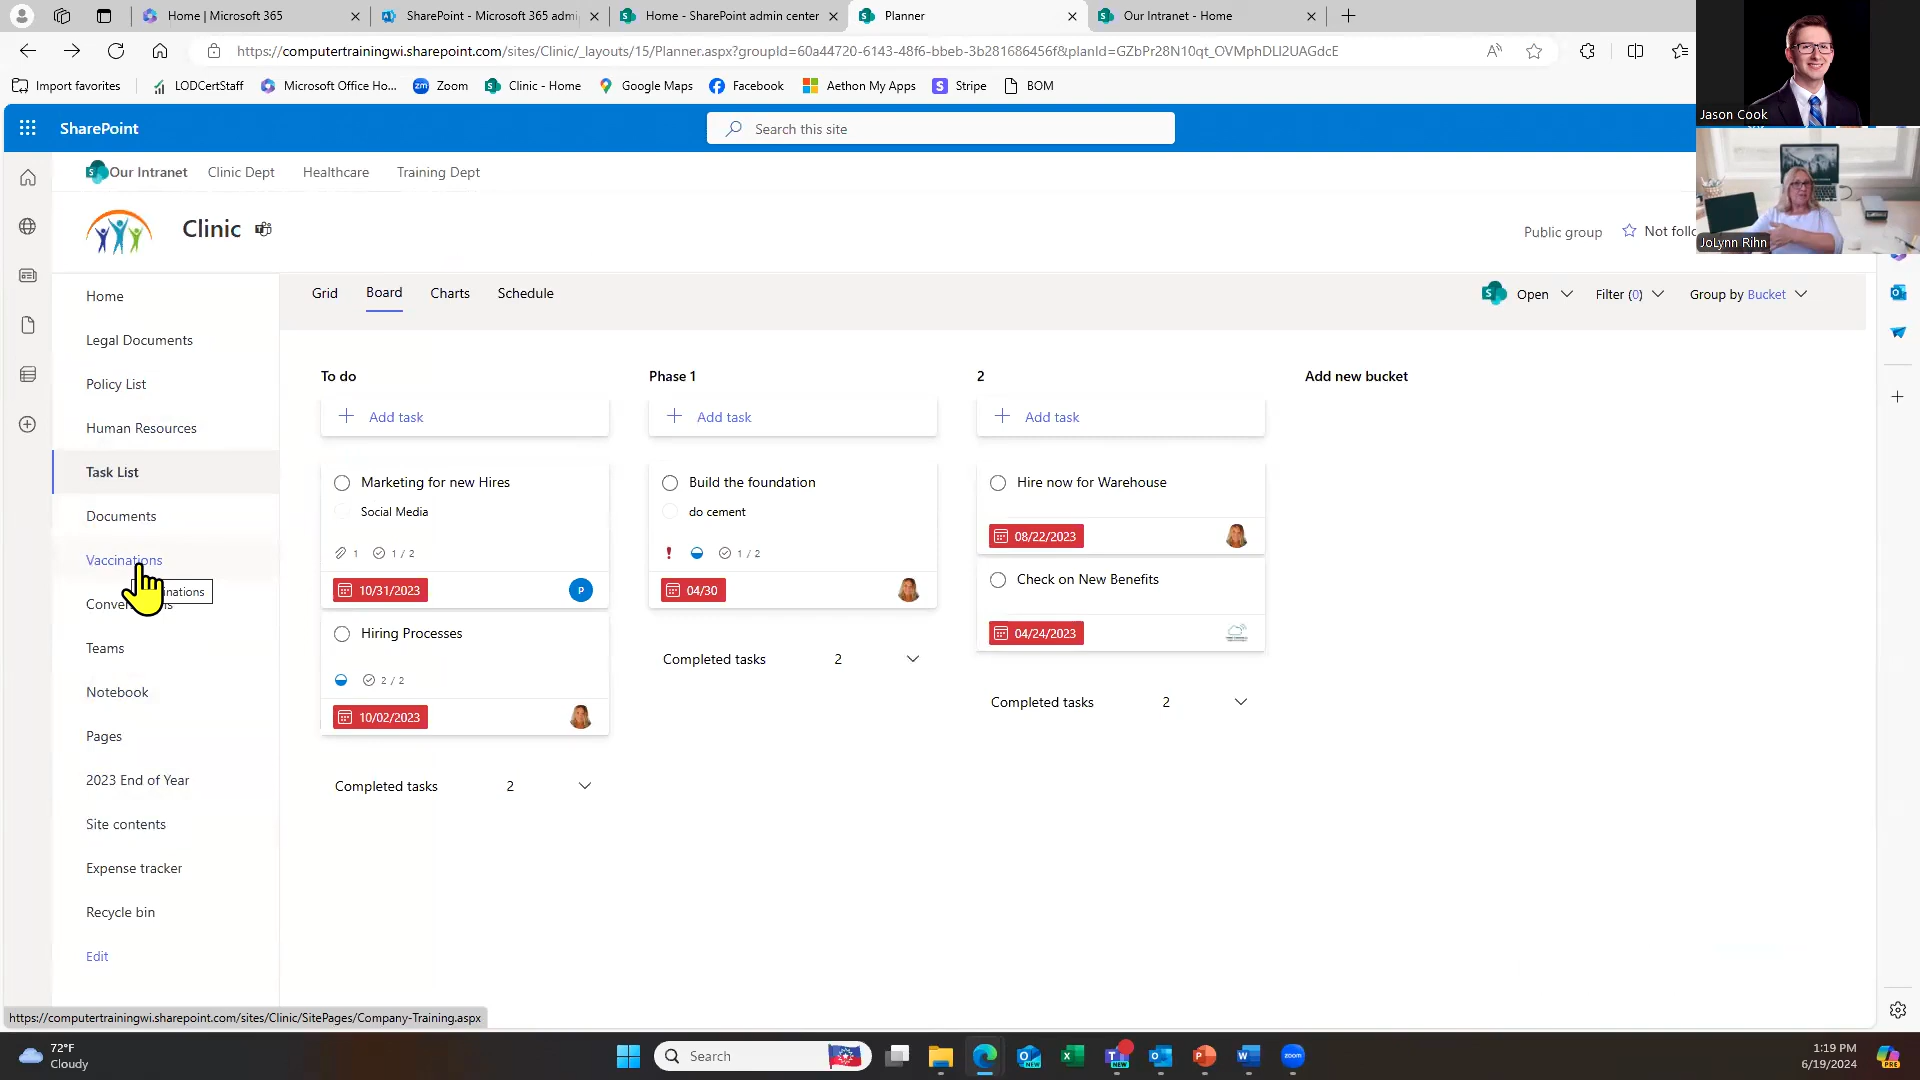 Home | Microsoft 365
SharePoint - Microsoft 365 admi
Home - SharePoint admin center
Planner
Our Intranet - Home
https://computertrainingwi.sharepoint.com/sites/Clinic/_layouts/15/Planner.aspx?groupId=60a44720-6143-48f6-bbeb-3b281686456f&planId=GZbPr28N10qt_OVMphDLI2UAGdcE
Import favorites
LODCertStaff
Microsoft Office Ho...
Zoom
Clinic - Home
Google Maps
Facebook
Aethon My Apps
Stripe
BOM
Jason Cook
SharePoint
Search this site
Our Intranet
Clinic Dept
Healthcare
Training Dept
Clinic
Public group
Not follo
JoLynn Rihn
Home
Legal Documents
Policy List
Human Resources
Task List
Documents
Vaccinations
inations
Conver
ns
Teams
Notebook
Pages
2023 End of Year
Site contents
Expense tracker
Recycle bin
Edit
Grid
Board
Charts
Schedule
Open
Filter (0)
Group by Bucket
To do
Add task
Marketing for new Hires
Social Media
1
1 / 2
10/31/2023
P
Hiring Processes
2 / 2
10/02/2023
Completed tasks 2
Phase 1
Add task
Build the foundation
do cement
1 / 2
04/30
Completed tasks 2
2
Add task
Hire now for Warehouse
08/22/2023
Check on New Benefits
04/24/2023
Completed tasks 2
Add new bucket
https://computertrainingwi.sharepoint.com/sites/Clinic/SitePages/Company-Training.aspx
72°F
Cloudy
Search
NEW
NEW
zoom
1:19 PM
6/19/2024
PRE